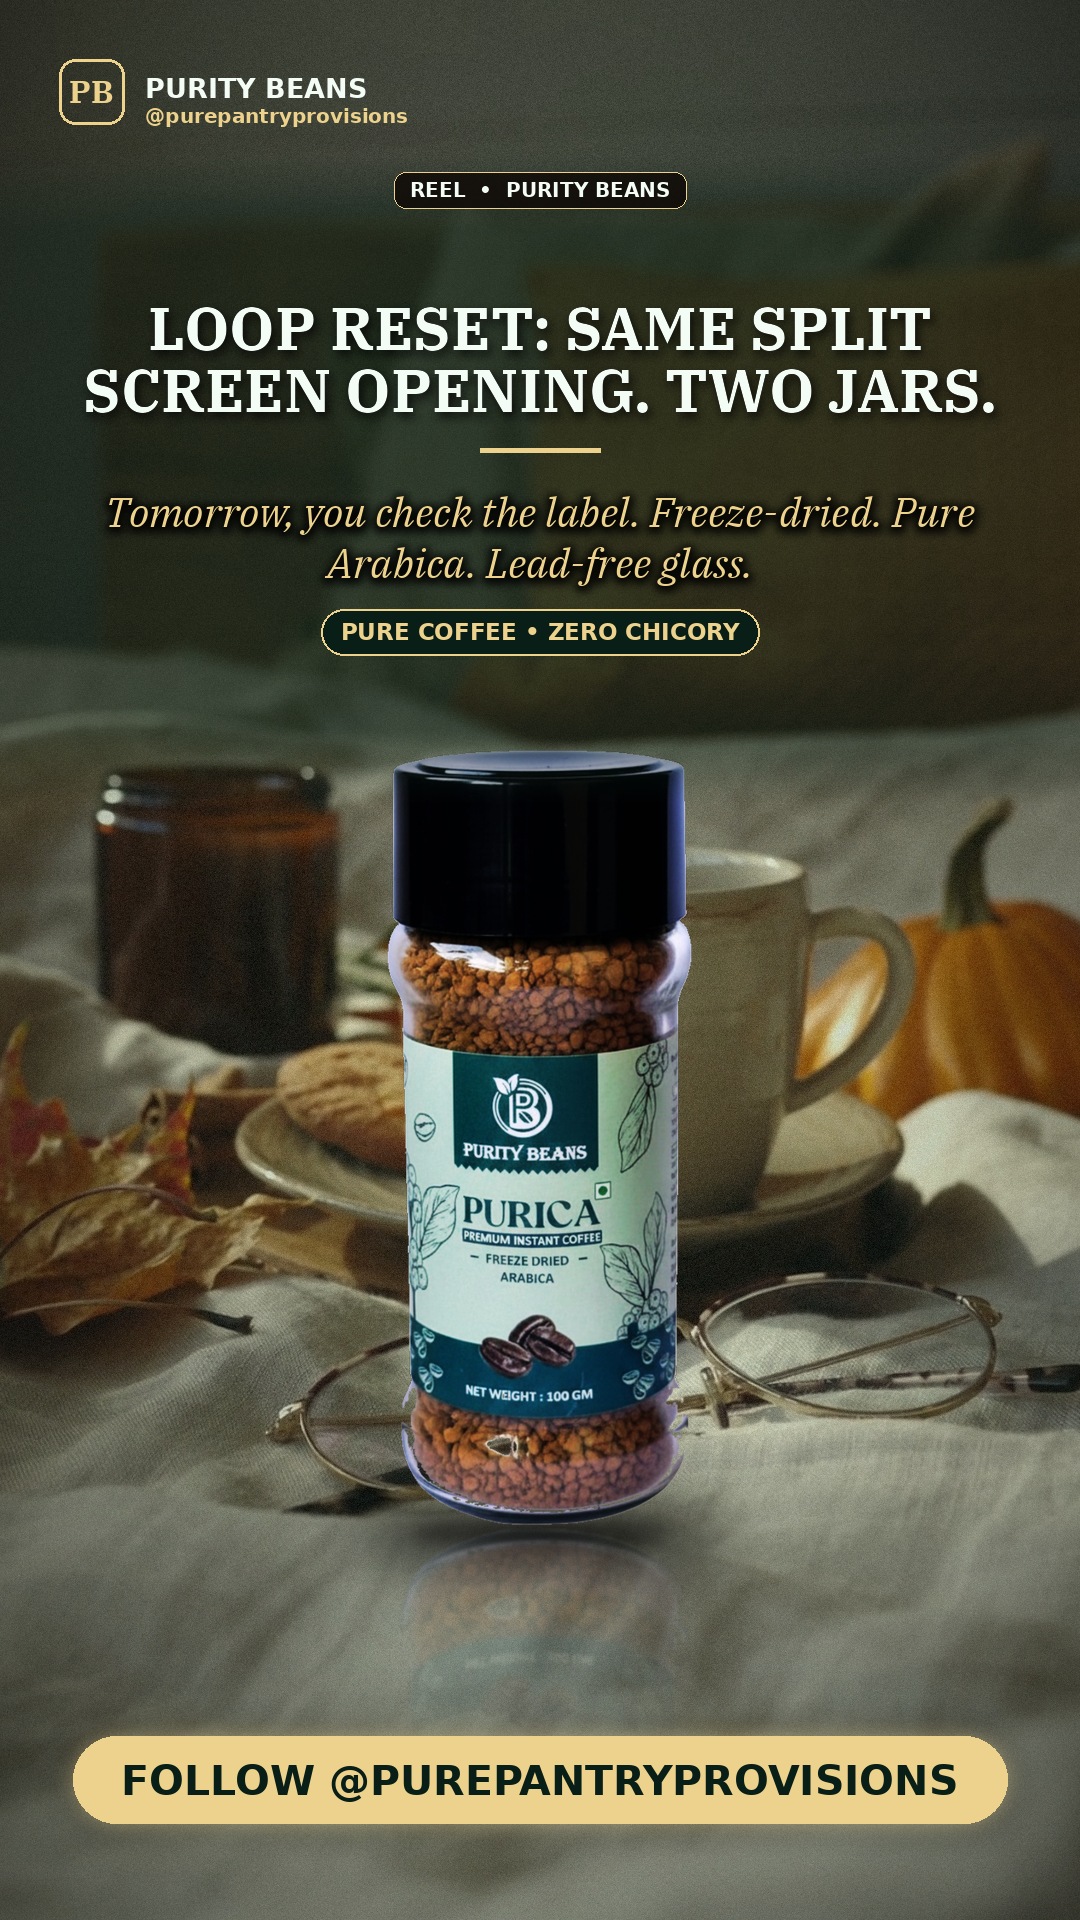 PB
PURITY BEANS
@purepantryprovisions
REEL • PURITY BEANS
LOOP RESET: SAME SPLIT
SCREEN OPENING. TWO JARS.
Tomorrow, you check the label. Freeze-dried. Pure
Arabica. Lead-free glass.
PURE COFFEE • ZERO CHICORY
B
PURITY BEANS
PURICA
PREMIUM INSTANT COFFEE
– FREEZE DRIED –
ARABICA
NET WEIGHT : 100 GM
FOLLOW @PUREPANTRYPROVISIONS